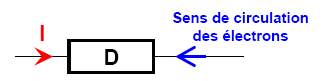 I
D
Sens de circulation
des électrons